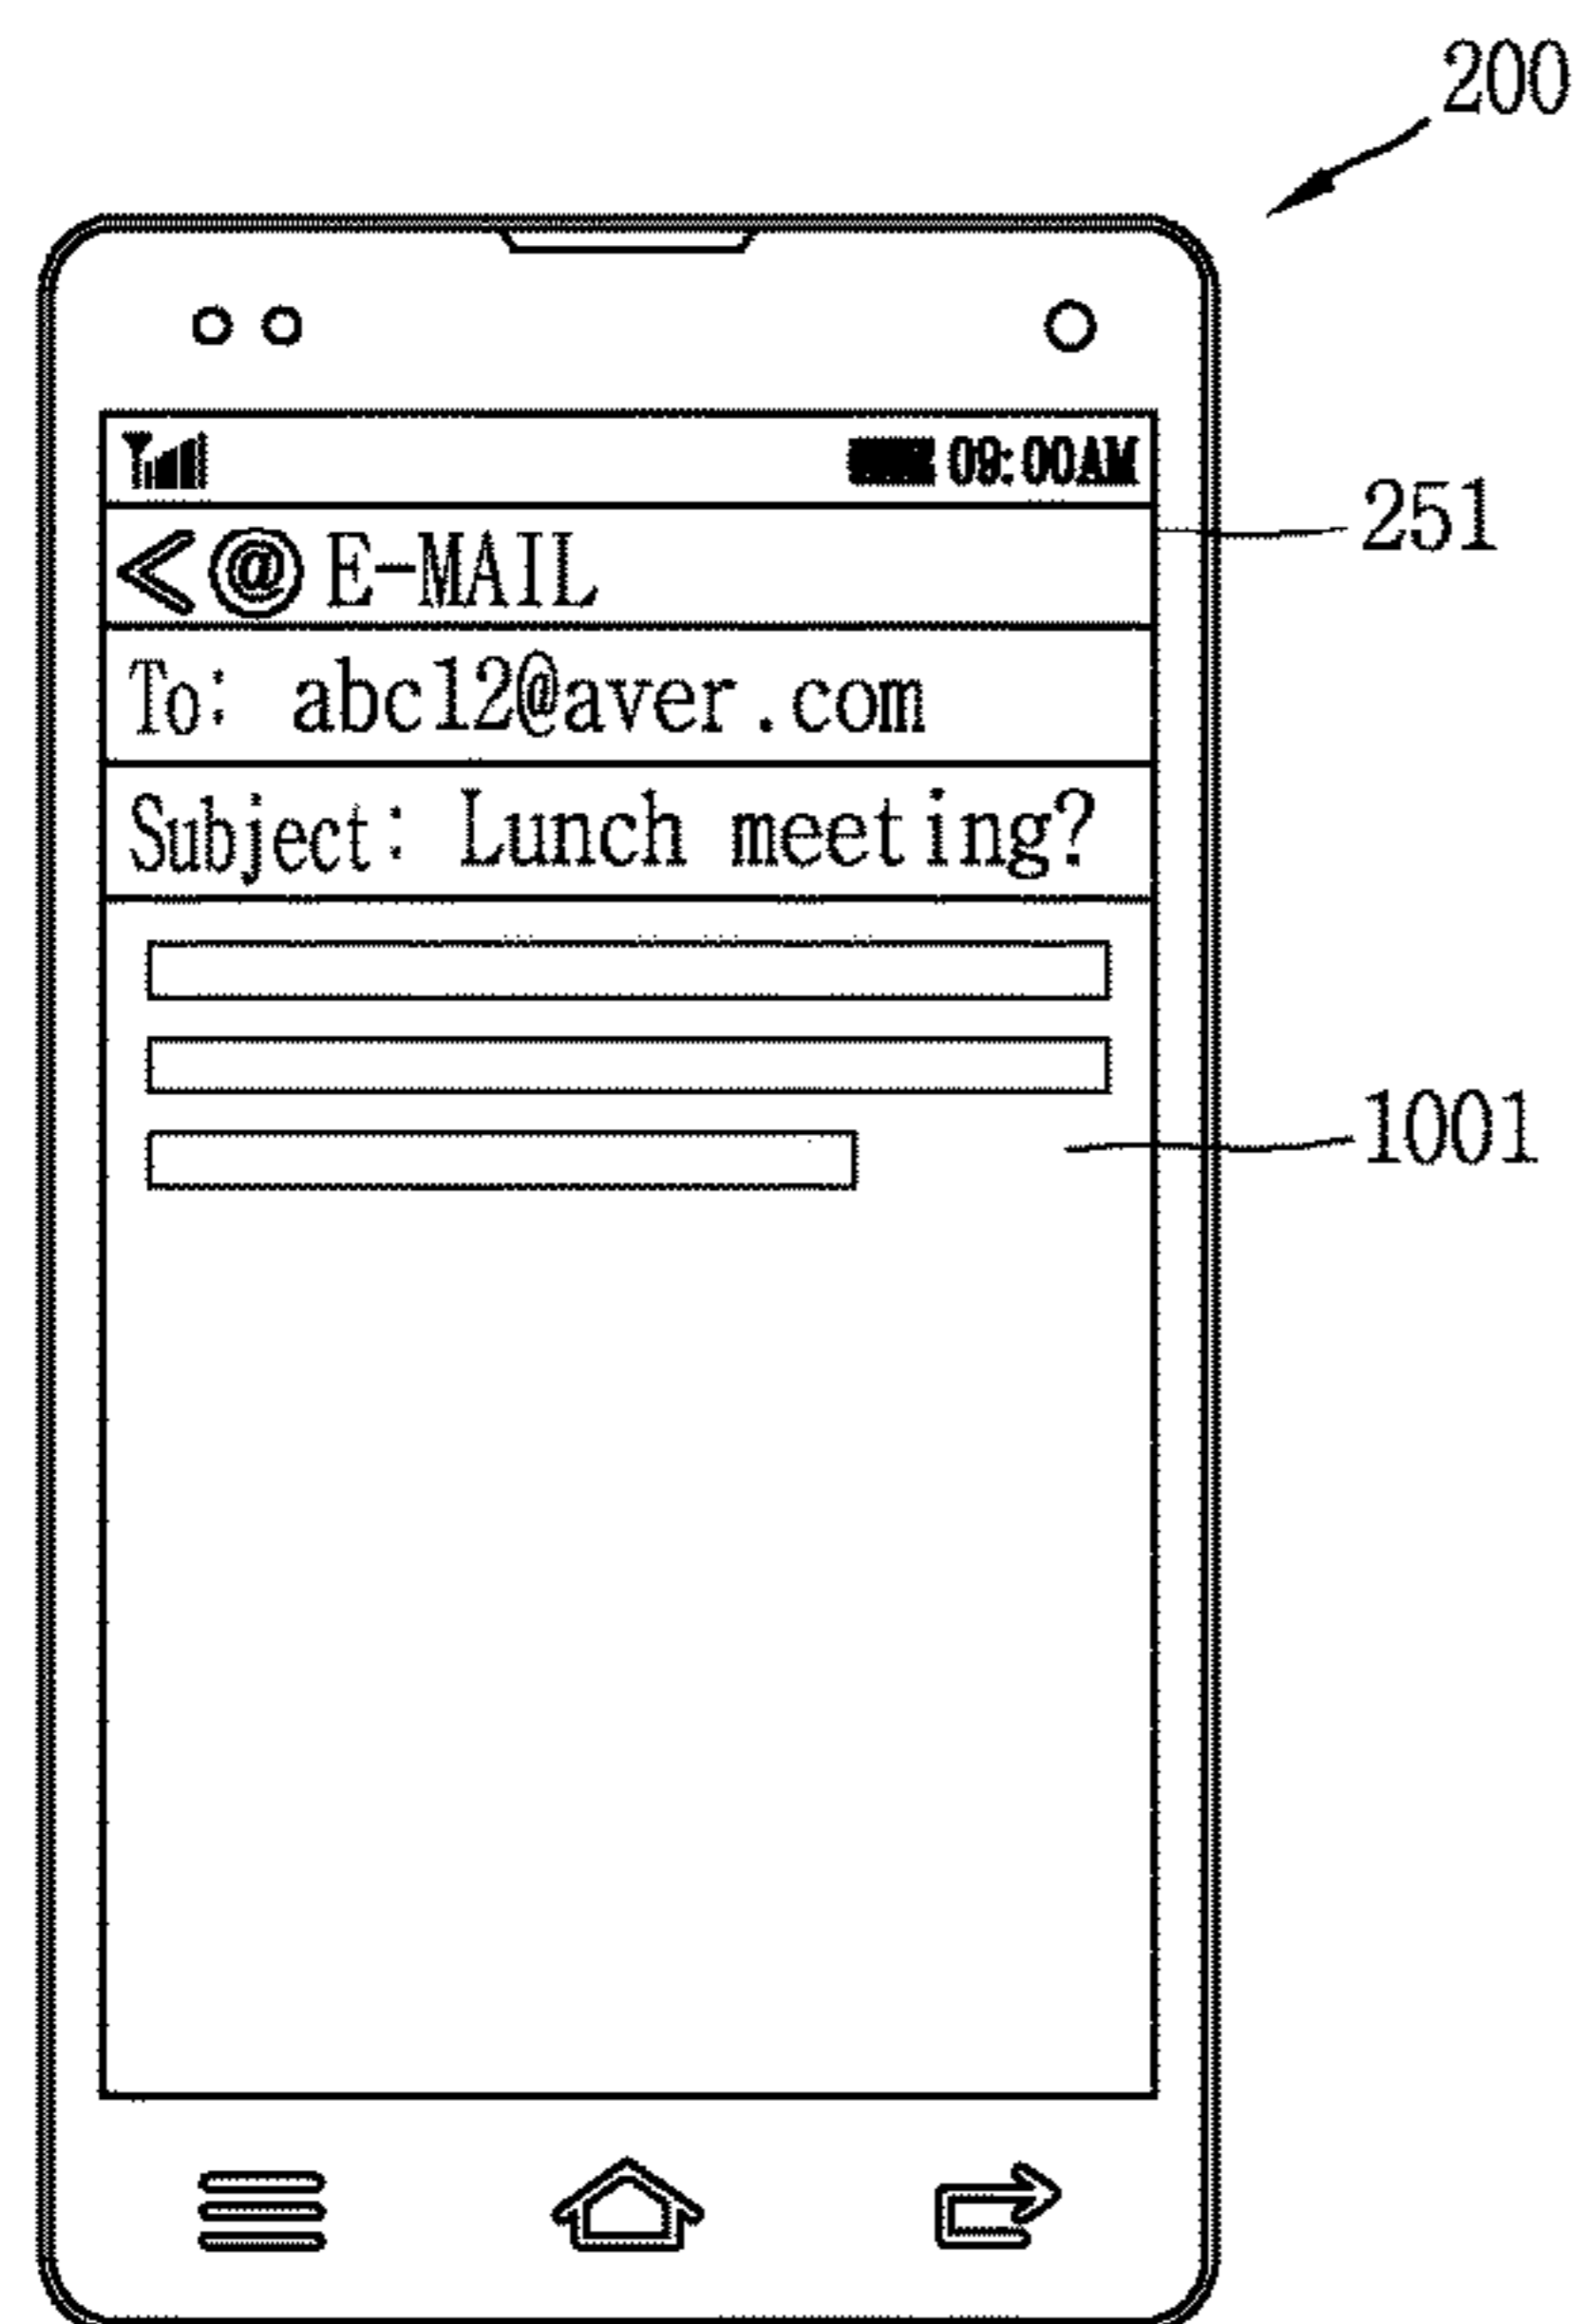 200
09:00AM
251
<@ E-MAIL
To: abc12@aver.com
Subject: Lunch meeting?
1001